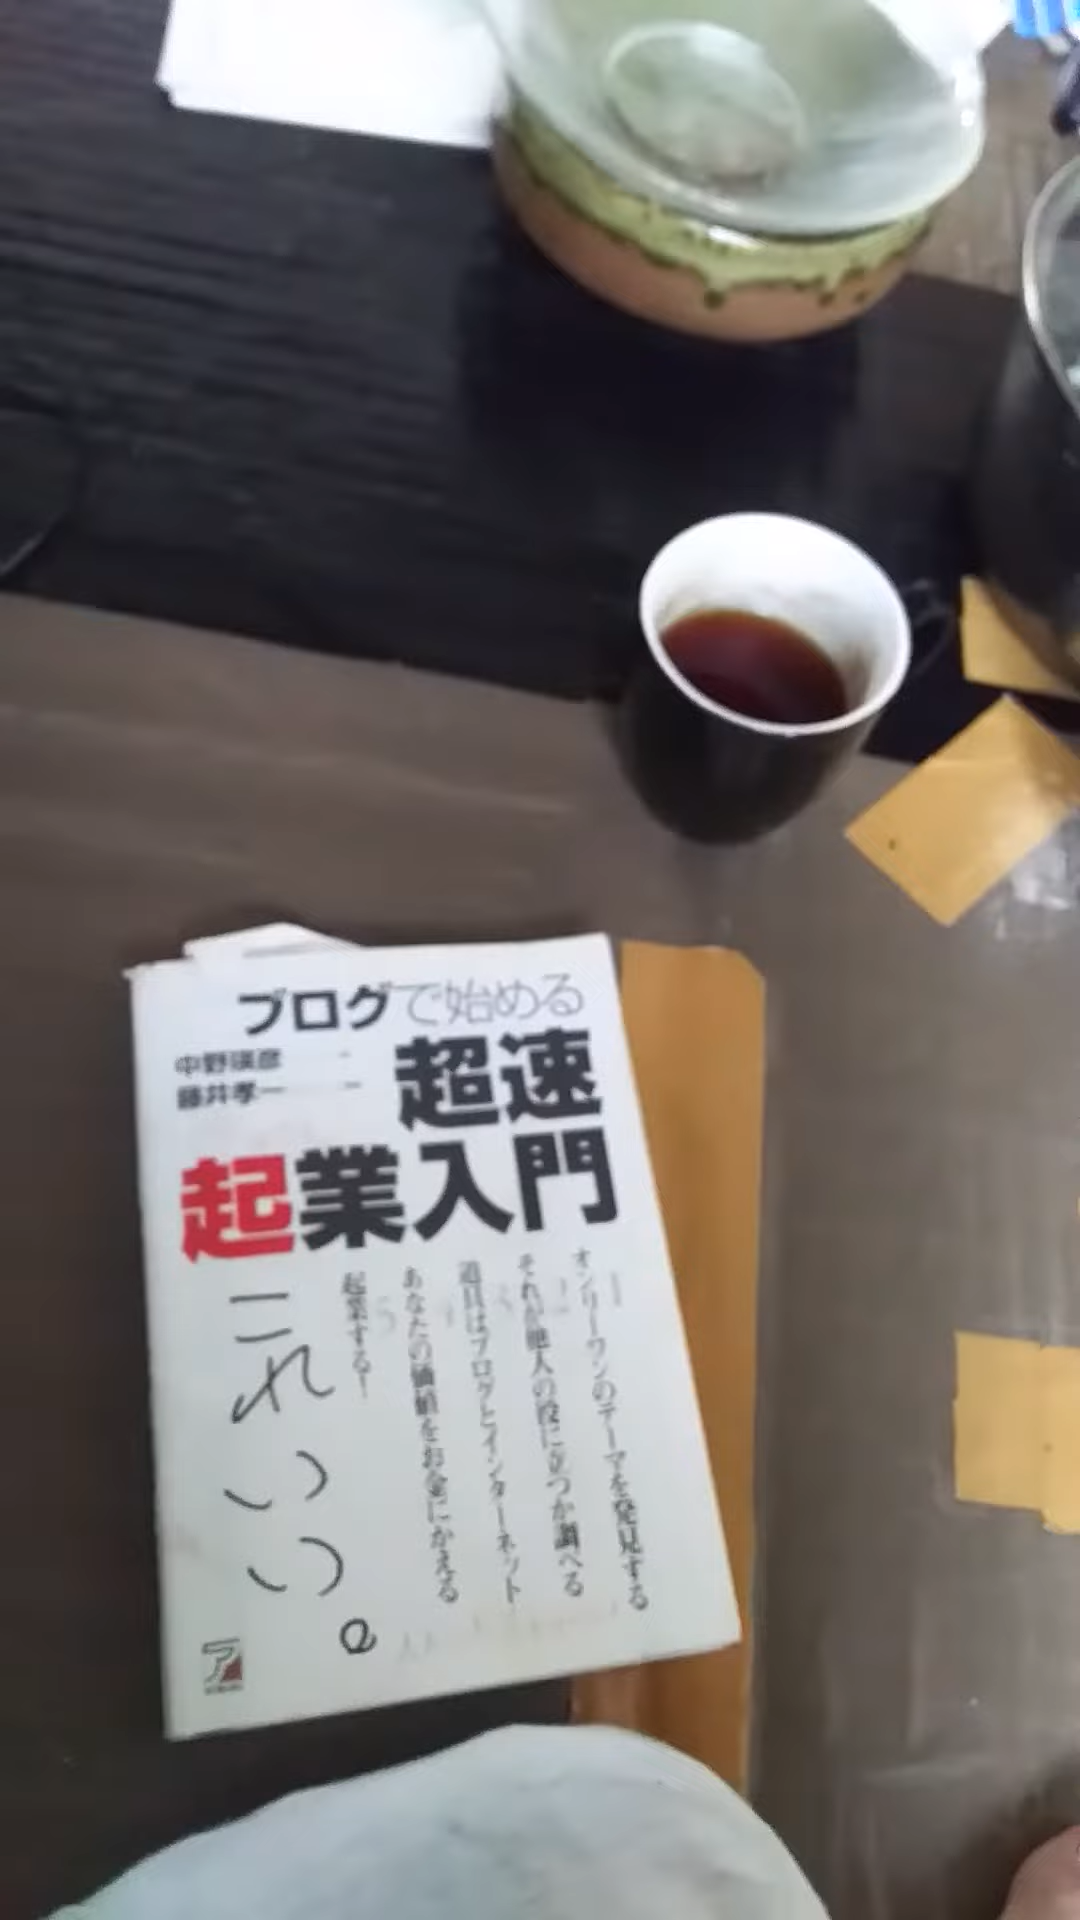 ブログで始める
中野瑛彦
藤井孝一
超速
起業入門
オンリーワンのテーマを発見する
それが他人の役に立つか調べる
道具はブログとインターネット
あなたの価値をお金にかえる
起業する!
これいい。